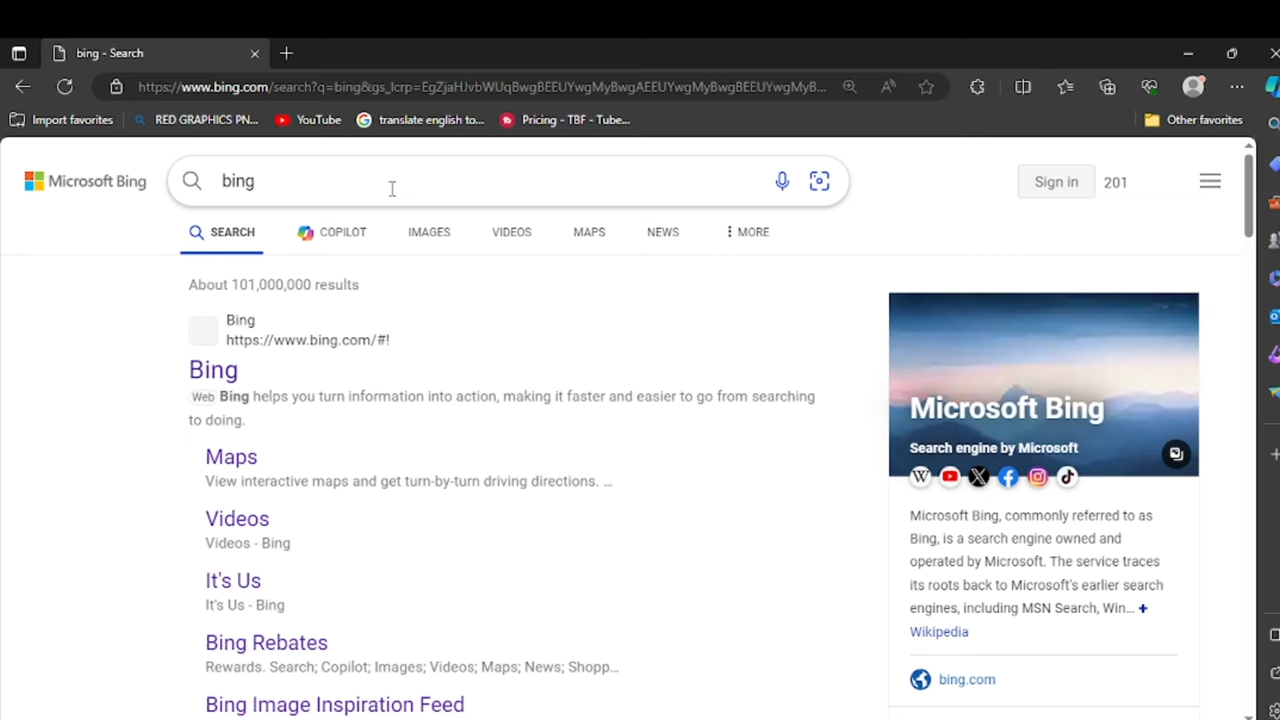 bing - Search
https://www.bing.com/search?q=bing&gs_lcrp=EgZjaHJvbWUqBwgBEEUYwgMyBwgAEEUYwgMyBwgBEEUYwgMyB...
Import favorites
RED GRAPHICS PN...
YouTube
translate english to...
Pricing - TBF - Tube...
Other favorites
Microsoft Bing
bing
Sign in
201
SEARCH
COPILOT
IMAGES
VIDEOS
MAPS
NEWS
MORE
About 101,000,000 results
Bing
https://www.bing.com/#!
Bing
Web Bing helps you turn information into action, making it faster and easier to go from searching
to doing.
Maps
View interactive maps and get turn-by-turn driving directions. ...
Videos
Videos - Bing
It's Us
It's Us - Bing
Bing Rebates
Rewards. Search; Copilot; Images; Videos; Maps; News; Shopp...
Bing Image Inspiration Feed
Microsoft Bing
Search engine by Microsoft
Microsoft Bing, commonly referred to as
Bing, is a search engine owned and
operated by Microsoft. The service traces
its roots back to Microsoft's earlier search
engines, including MSN Search, Win... +
Wikipedia
bing.com